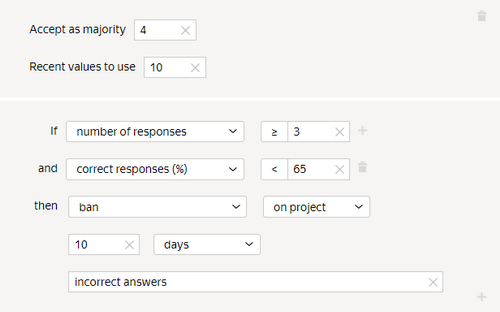 Accept as majority 4
Recent values to use 10
If number of responses ≥ 3
and correct responses (%) < 65
then ban on project
10 days
incorrect answers